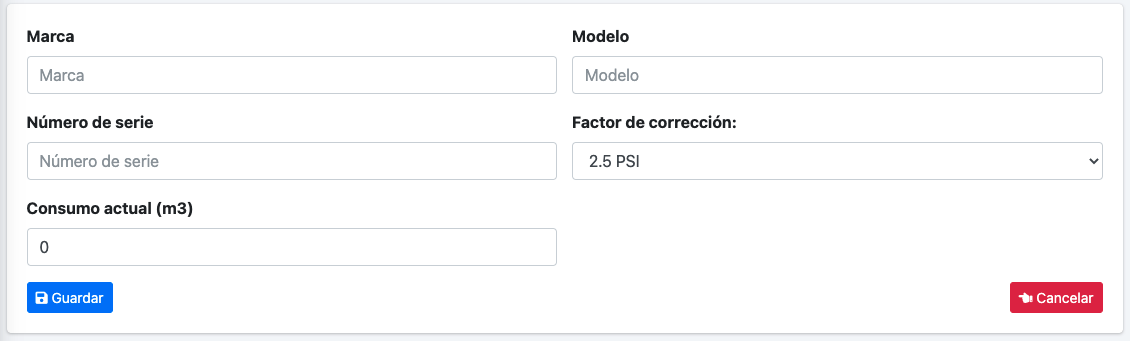 Marca
Modelo
Marca
Modelo
Número de serie
Factor de corrección:
Número de serie
2.5 PSI
Consumo actual (m3)
0
Guardar
Cancelar